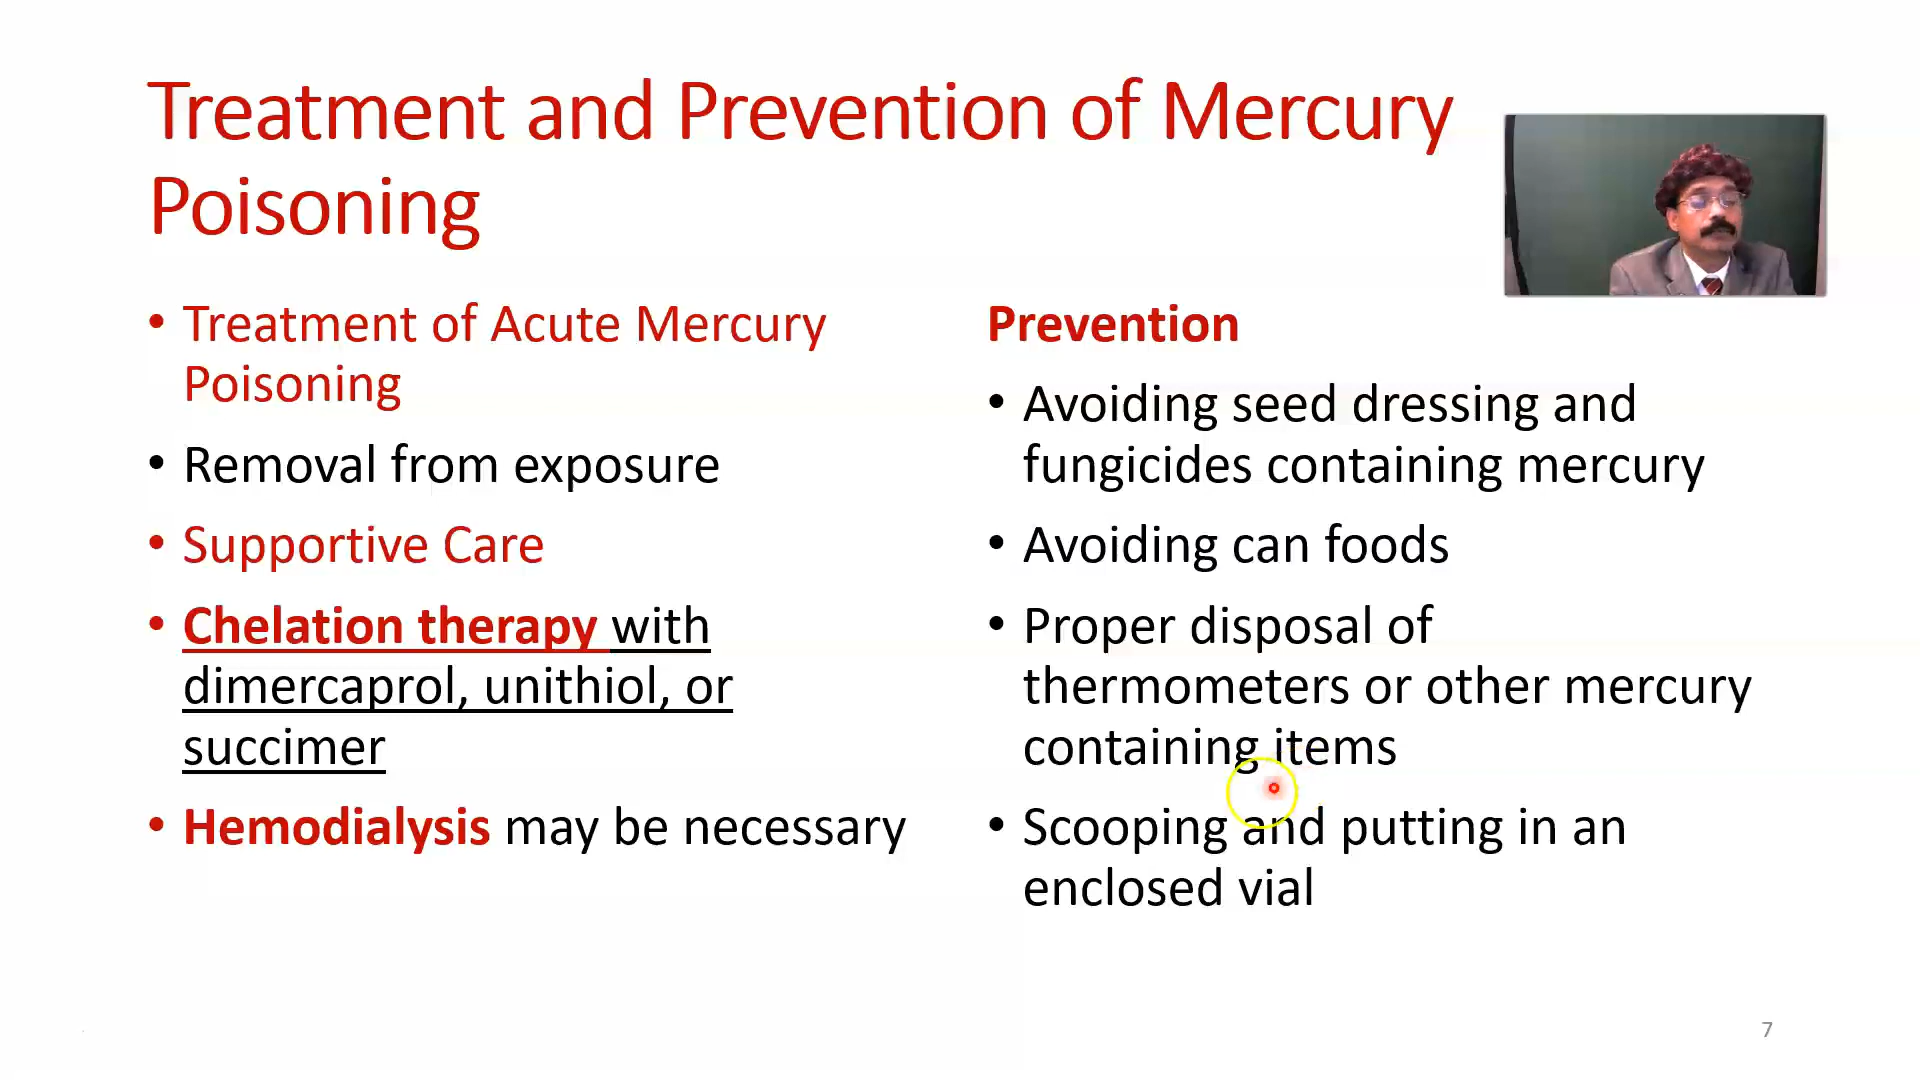 Treatment and Prevention of Mercury
Poisoning
• Treatment of Acute Mercury
Poisoning
• Removal from exposure
• Supportive Care
• Chelation therapy with
dimercaprol, unithiol, or
succimer
• Hemodialysis may be necessary
Prevention
• Avoiding seed dressing and
fungicides containing mercury
• Avoiding can foods
• Proper disposal of
thermometers or other mercury
containing items
• Scooping and putting in an
enclosed vial
7